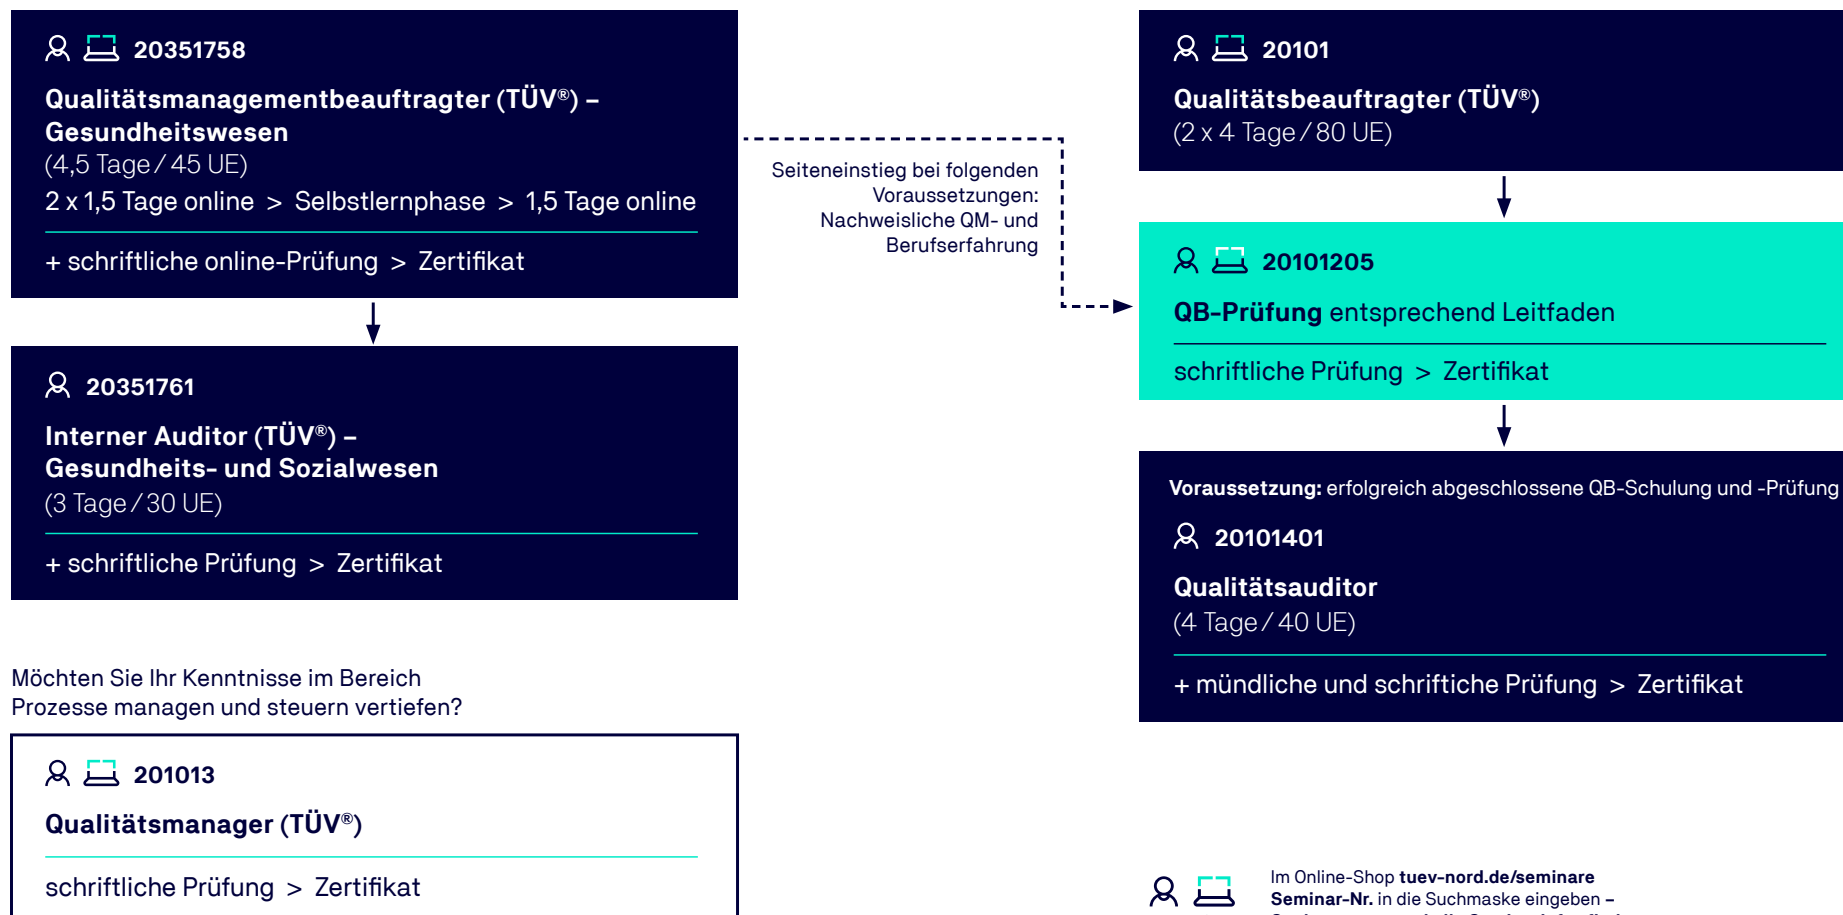 20351758
Qualitätsmanagementbeauftragter (TÜV®) –
Gesundheitswesen
(4,5 Tage / 45 UE)
2 x 1,5 Tage online > Selbstlernphase > 1,5 Tage online
+ schriftliche online-Prüfung > Zertifikat
20351761
Interner Auditor (TÜV®) –
Gesundheits- und Sozialwesen
(3 Tage / 30 UE)
+ schriftliche Prüfung > Zertifikat
Möchten Sie Ihr Kenntnisse im Bereich
Prozesse managen und steuern vertiefen?
201013
Qualitätsmanager (TÜV®)
schriftliche Prüfung > Zertifikat
Seiteneinstieg bei folgenden
Voraussetzungen:
Nachweisliche QM- und
Berufserfahrung
20101
Qualitätsbeauftragter (TÜV®)
(2 x 4 Tage / 80 UE)
20101205
QB-Prüfung entsprechend Leitfaden
schriftliche Prüfung > Zertifikat
Voraussetzung: erfolgreich abgeschlossene QB-Schulung und -Prüfung
20101401
Qualitätsauditor
(4 Tage / 40 UE)
+ mündliche und schriftiche Prüfung > Zertifikat
Im Online-Shop tuev-nord.de/seminare
Seminar-Nr. in die Suchmaske eingeben –